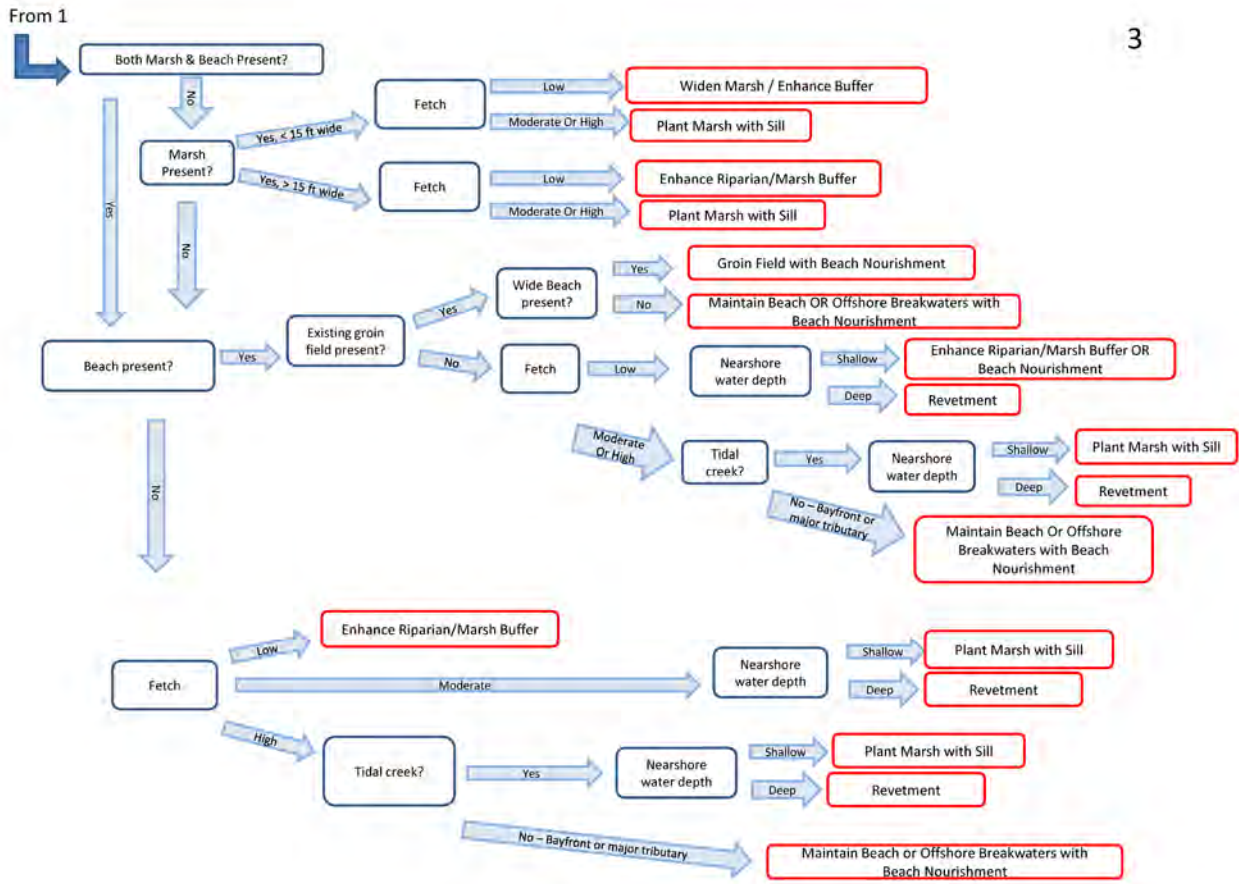 From 1
3
Both Marsh & Beach Present?
No
Yes
Marsh
Present?
Yes, < 15 ft wide
Fetch
Low
Widen Marsh / Enhance Buffer
Moderate Or High
Plant Marsh with Sill
Yes, > 15 ft wide
Fetch
Low
Enhance Riparian/Marsh Buffer
Moderate Or High
Plant Marsh with Sill
No
Beach present?
Yes
Existing groin
field present?
Yes
Wide Beach
present?
Yes
Groin Field with Beach Nourishment
No
Maintain Beach OR Offshore Breakwaters with
Beach Nourishment
No
Fetch
Low
Nearshore
water depth
Shallow
Enhance Riparian/Marsh Buffer OR
Beach Nourishment
Deep
Revetment
Moderate
Or High
Tidal
creek?
Yes
Nearshore
water depth
Shallow
Plant Marsh with Sill
Deep
Revetment
No – Bayfront or
major tributary
Maintain Beach Or Offshore
Breakwaters with Beach
Nourishment
No
Fetch
Low
Enhance Riparian/Marsh Buffer
Moderate
Nearshore
water depth
Shallow
Plant Marsh with Sill
Deep
Revetment
High
Tidal creek?
Yes
Nearshore
water depth
Shallow
Plant Marsh with Sill
Deep
Revetment
No – Bayfront or major tributary
Maintain Beach or Offshore Breakwaters with
Beach Nourishment